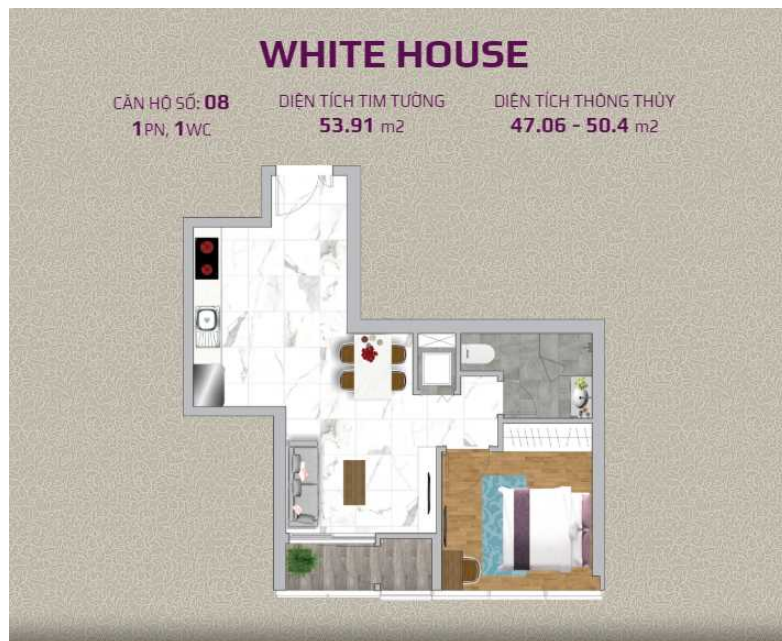 WHITE HOUSE
CĂN HỘ SỐ: 08
1PN, 1WC
DIỆN TÍCH TIM TƯỜNG
53.91 m2
DIỆN TÍCH THÔNG THỦY
47.06 - 50.4 m2